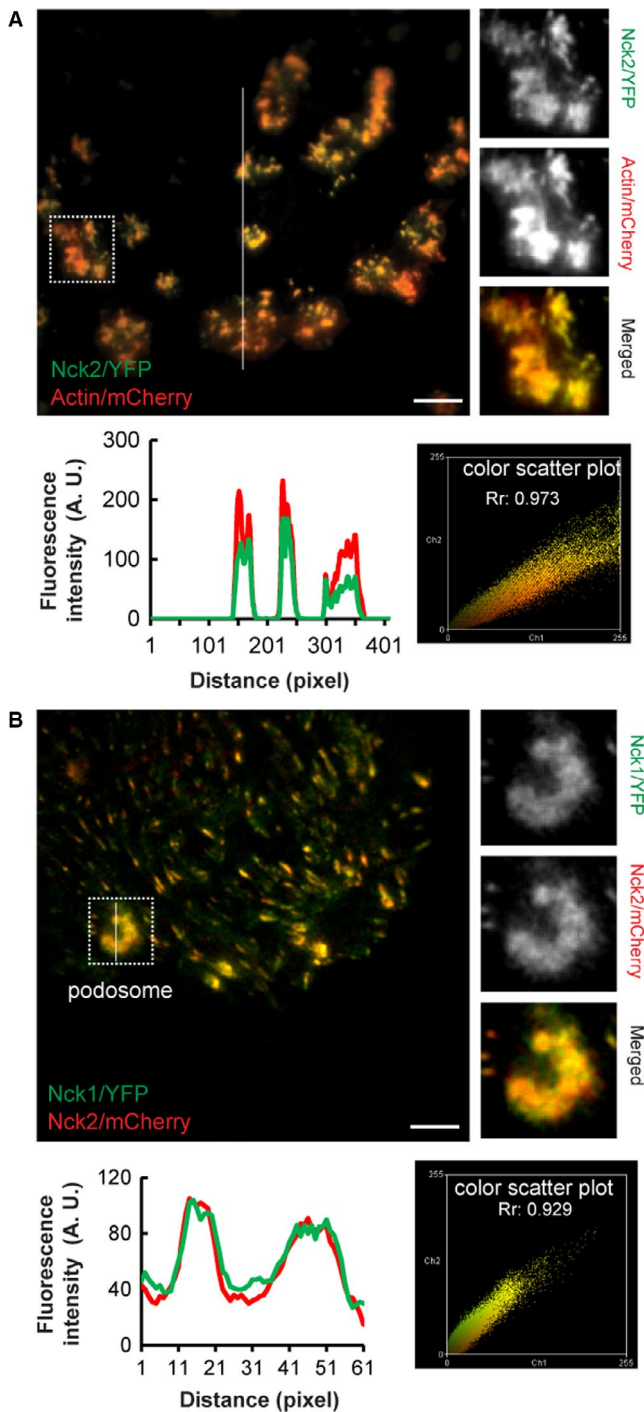 A
Nck2/YFP
Actin/mCherry
Nck2/YFP
Actin/mCherry
Merged
Fluorescence
intensity (A. U.)
300
200
100
0
1
101
201
301
401
Distance (pixel)
255
color scatter plot
Rr: 0.973
Ch2
0
0
Ch1
255
B
podosome
Nck1/YFP
Nck2/mCherry
Nck1/YFP
Nck2/mCherry
Merged
Fluorescence
intensity (A. U.)
120
80
40
0
1
11
21
31
41
51
61
Distance (pixel)
255
color scatter plot
Rr: 0.929
Ch2
0
0
Ch1
255